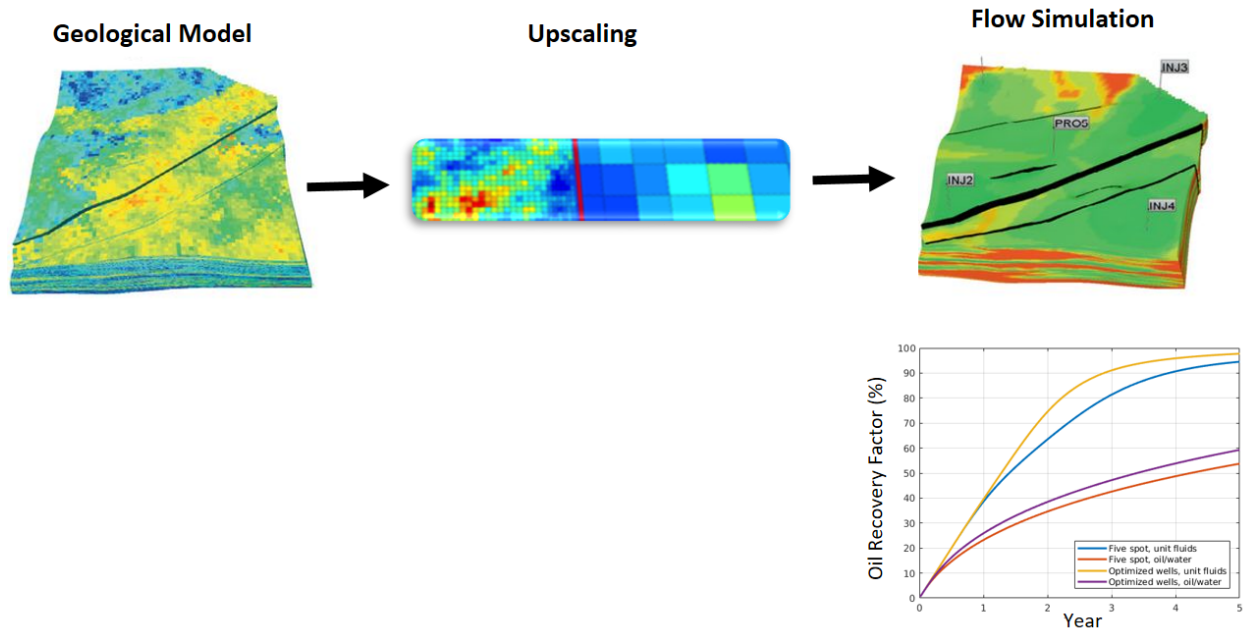 Geological Model
Upscaling
Flow Simulation
INJ3
PRO5
INJ2
INJ4
100
90
80
70
60
50
40
30
20
10
0
Oil Recovery Factor (%)
Five spot, unit fluids
Five spot, oil/water
Optimized wells, unit fluids
Optimized wells, oil/water
0 1 2 3 4 5
Year